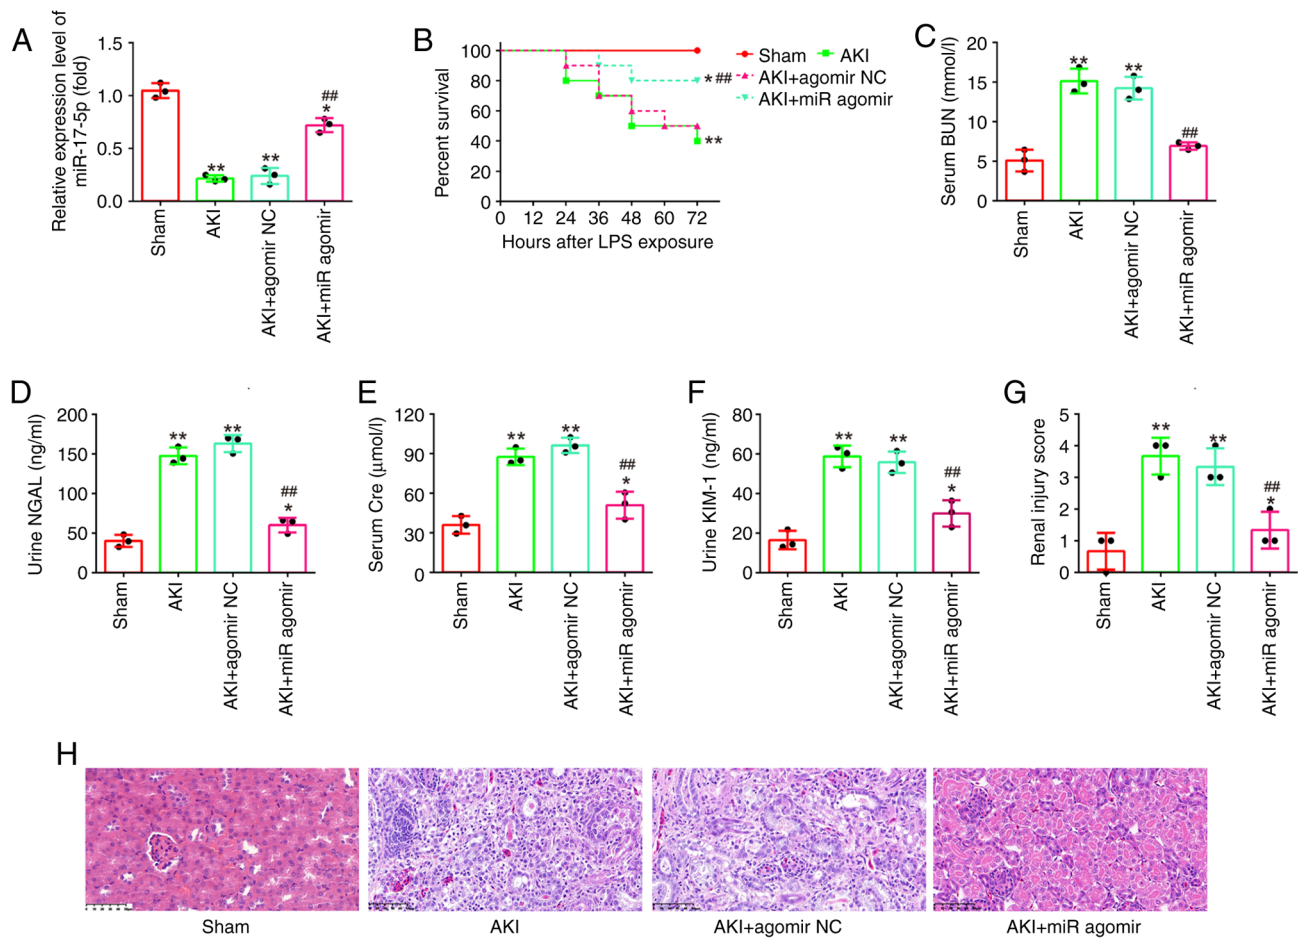 A
Relative expression level of
miR-17-5p (fold)
1.5
1.0
0.5
0.0
**
**
##
*
Sham
AKI
AKI+agomir NC
AKI+miR agomir
B
Percent survival
100
80
60
40
20
0
0 12 24 36 48 60 72
Hours after LPS exposure
* ##
**
Sham
AKI
AKI+agomir NC
AKI+miR agomir
C
Serum BUN (mmol/l)
20
15
10
5
0
**
**
##
Sham
AKI
AKI+agomir NC
AKI+miR agomir
D
Urine NGAL (ng/ml)
200
150
100
50
0
**
**
##
*
Sham
AKI
AKI+agomir NC
AKI+miR agomir
E
Serum Cre (µmol/l)
120
90
60
30
0
**
**
##
*
Sham
AKI
AKI+agomir NC
AKI+miR agomir
F
Urine KIM-1 (ng/ml)
80
60
40
20
0
**
**
##
*
Sham
AKI
AKI+agomir NC
AKI+miR agomir
G
Renal injury score
5
4
3
2
1
0
**
**
##
*
Sham
AKI
AKI+agomir NC
AKI+miR agomir
H
Sham
AKI
AKI+agomir NC
AKI+miR agomir